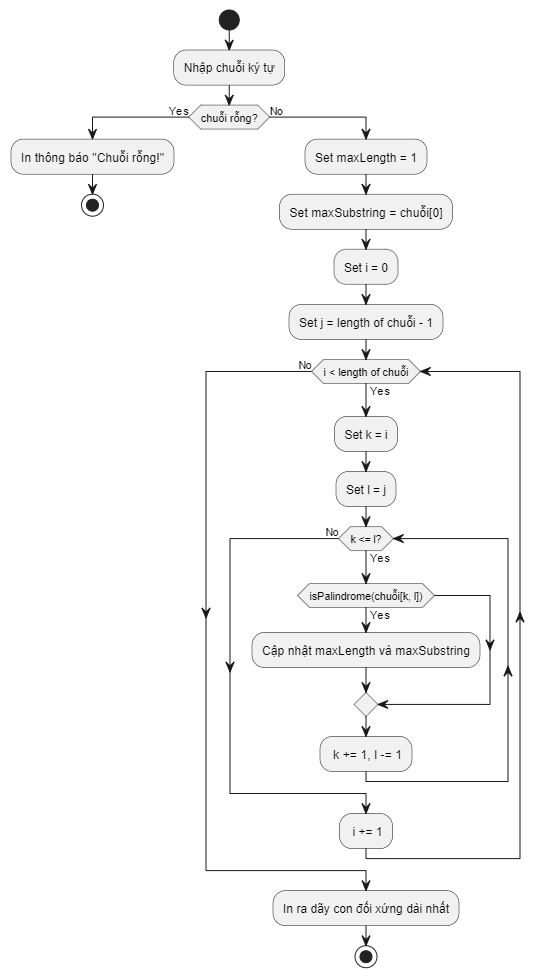 Nhập chuỗi ký tự
Yes
chuỗi rỗng?
No
In thông báo "Chuỗi rỗng!"
Set maxLength = 1
Set maxSubstring = chuỗi[0]
Set i = 0
Set j = length of chuỗi - 1
No
i < length of chuỗi
Yes
Set k = i
Set l = j
No
k <= l?
Yes
isPalindrome(chuỗi[k, l])
Yes
Cập nhật maxLength và maxSubstring
k += 1, l -= 1
i += 1
In ra dãy con đối xứng dài nhất